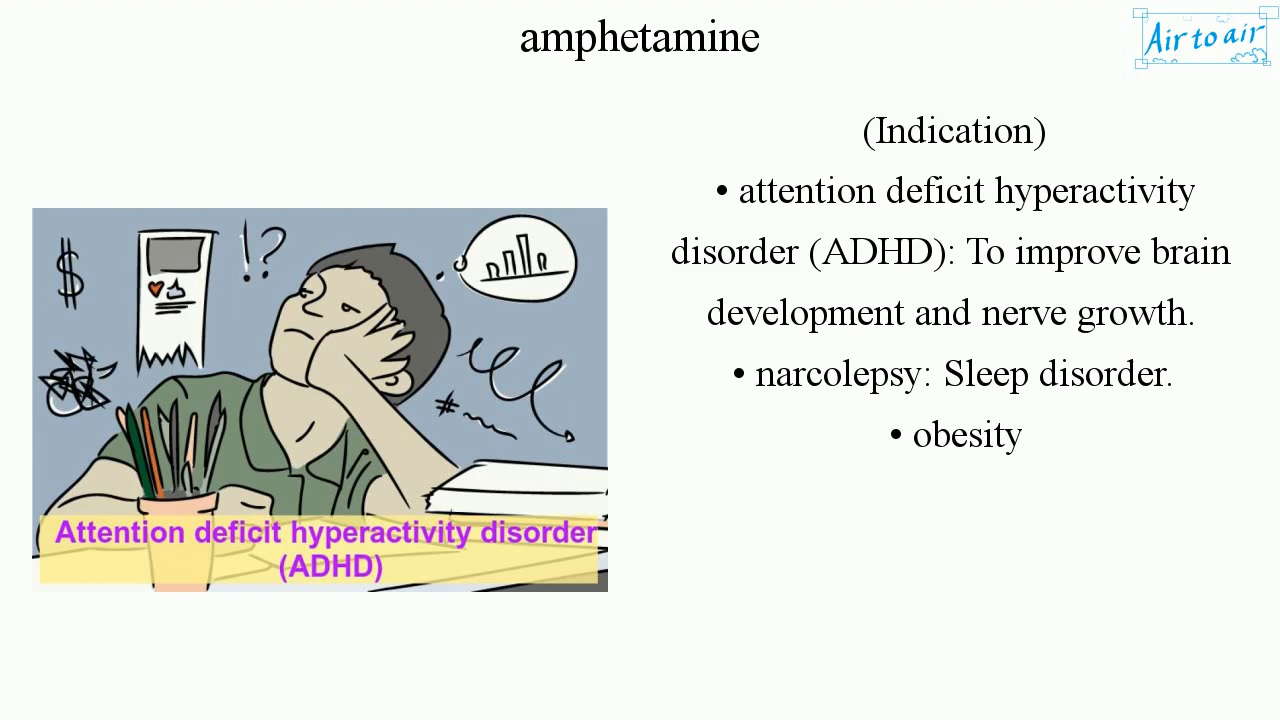 amphetamine
Air to air
(Indication)
• attention deficit hyperactivity
disorder (ADHD): To improve brain
development and nerve growth.
• narcolepsy: Sleep disorder.
• obesity
$
!?
#
Attention deficit hyperactivity disorder
(ADHD)